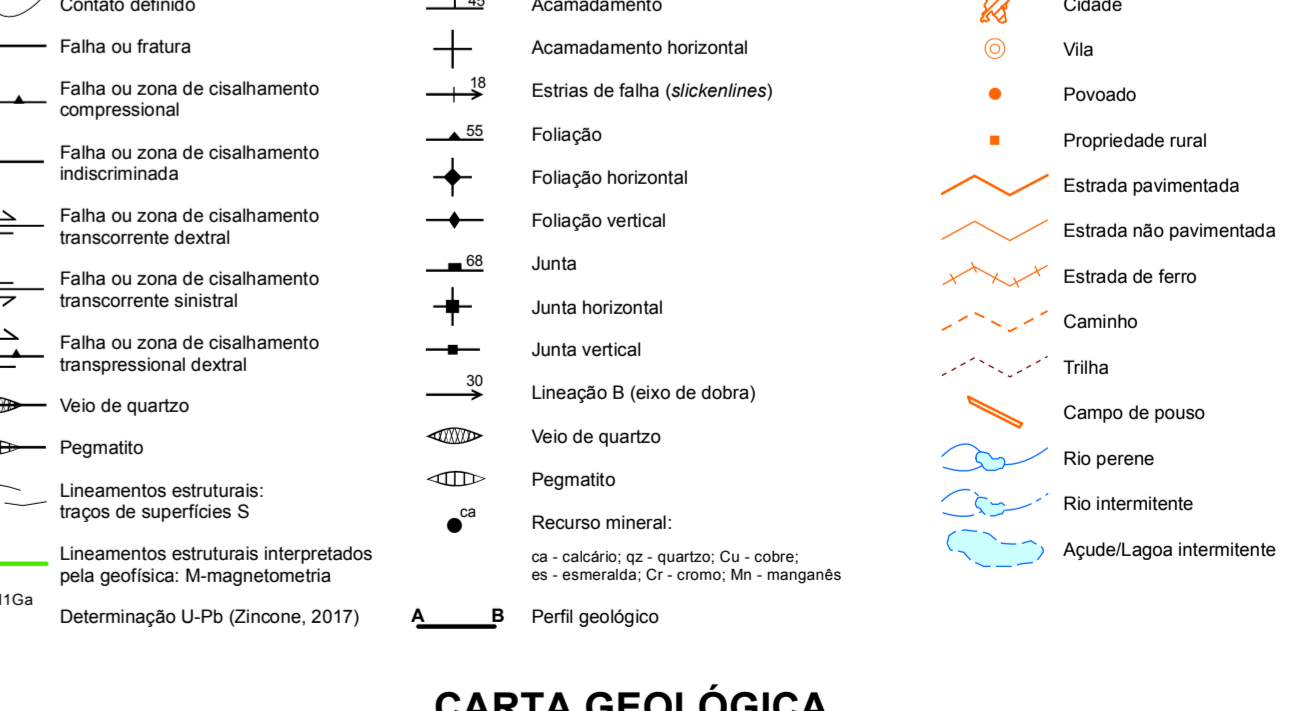 Contato definido
Falha ou fratura
Falha ou zona de cisalhamento
compressional
Falha ou zona de cisalhamento
indiscriminada
Falha ou zona de cisalhamento
transcorrente dextral
Falha ou zona de cisalhamento
transcorrente sinistral
Falha ou zona de cisalhamento
transpressional dextral
Veio de quartzo
Pegmatito
Lineamentos estruturais:
traços de superfícies S
Lineamentos estruturais interpretados
pela geofísica: M-magnetometria
1Ga
Determinação U-Pb (Zincone, 2017)
45
Acamadamento
Acamadamento horizontal
18
Estrias de falha (slickenlines)
55
Foliação
Foliação horizontal
Foliação vertical
68
Junta
Junta horizontal
Junta vertical
30
Lineação B (eixo de dobra)
Veio de quartzo
Pegmatito
ca
Recurso mineral:
ca - calcário; qz - quartzo; Cu - cobre;
es - esmeralda; Cr - cromo; Mn - manganês
A B Perfil geológico
Cidade
Vila
Povoado
Propriedade rural
Estrada pavimentada
Estrada não pavimentada
Estrada de ferro
Caminho
Trilha
Campo de pouso
Rio perene
Rio intermitente
Açude/Lagoa intermitente
CARTA GEOLÓGICA